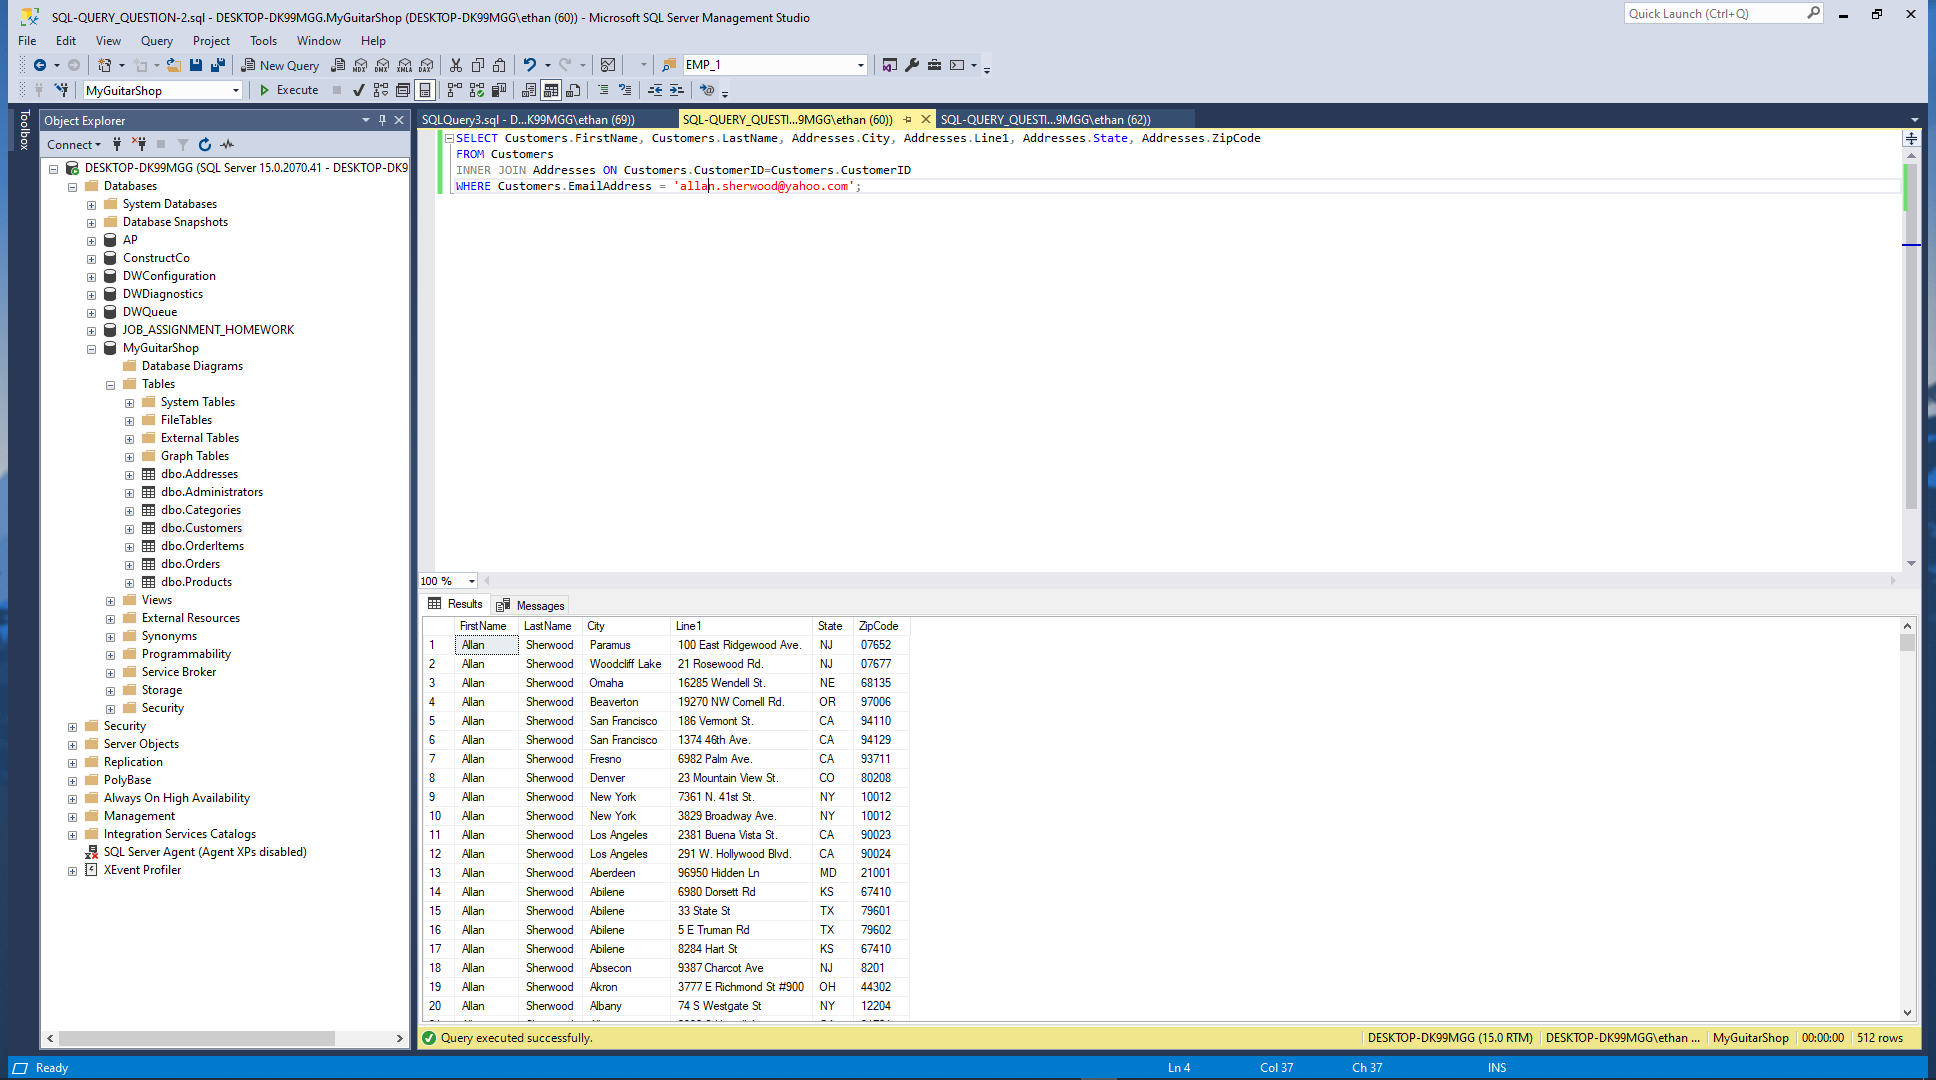 SQL-QUERY_QUESTION-2.sql - DESKTOP-DK99MGG.MyGuitarShop (DESKTOP-DK99MGG\ethan (60)) - Microsoft SQL Server Management Studio
Quick Launch (Ctrl+Q)
File Edit View Query Project Tools Window Help
New Query MDX DMX XMLA DAX EMP_1
MyGuitarShop Execute
Toolbox
Object Explorer
Connect
DESKTOP-DK99MGG (SQL Server 15.0.2070.41 - DESKTOP-DK9
Databases
System Databases
Database Snapshots
AP
ConstructCo
DWConfiguration
DWDiagnostics
DWQueue
JOB_ASSIGNMENT_HOMEWORK
MyGuitarShop
Database Diagrams
Tables
System Tables
FileTables
External Tables
Graph Tables
dbo.Addresses
dbo.Administrators
dbo.Categories
dbo.Customers
dbo.OrderItems
dbo.Orders
dbo.Products
Views
External Resources
Synonyms
Programmability
Service Broker
Storage
Security
Security
Server Objects
Replication
PolyBase
Always On High Availability
Management
Integration Services Catalogs
SQL Server Agent (Agent XPs disabled)
XEvent Profiler
SQLQuery3.sql - D...K99MGG\ethan (69)) SQL-QUERY_QUESTI...9MGG\ethan (60)) SQL-QUERY_QUESTI...9MGG\ethan (62))
SELECT Customers.FirstName, Customers.LastName, Addresses.City, Addresses.Line1, Addresses.State, Addresses.ZipCode
FROM Customers
INNER JOIN Addresses ON Customers.CustomerID=Customers.CustomerID
WHERE Customers.EmailAddress = 'allan.sherwood@yahoo.com';
100 %
Results Messages
FirstName LastName City Line1 State ZipCode
1 Allan Sherwood Paramus 100 East Ridgewood Ave. NJ 07652
2 Allan Sherwood Woodcliff Lake 21 Rosewood Rd. NJ 07677
3 Allan Sherwood Omaha 16285 Wendell St. NE 68135
4 Allan Sherwood Beaverton 19270 NW Cornell Rd. OR 97006
5 Allan Sherwood San Francisco 186 Vermont St. CA 94110
6 Allan Sherwood San Francisco 1374 46th Ave. CA 94129
7 Allan Sherwood Fresno 6982 Palm Ave. CA 93711
8 Allan Sherwood Denver 23 Mountain View St. CO 80208
9 Allan Sherwood New York 7361 N. 41st St. NY 10012
10 Allan Sherwood New York 3829 Broadway Ave. NY 10012
11 Allan Sherwood Los Angeles 2381 Buena Vista St. CA 90023
12 Allan Sherwood Los Angeles 291 W. Hollywood Blvd. CA 90024
13 Allan Sherwood Aberdeen 96950 Hidden Ln MD 21001
14 Allan Sherwood Abilene 6980 Dorsett Rd KS 67410
15 Allan Sherwood Abilene 33 State St TX 79601
16 Allan Sherwood Abilene 5 E Truman Rd TX 79602
17 Allan Sherwood Abilene 8284 Hart St KS 67410
18 Allan Sherwood Absecon 9387 Charcot Ave NJ 8201
19 Allan Sherwood Akron 3777 E Richmond St #900 OH 44302
20 Allan Sherwood Albany 74 S Westgate St NY 12204
Query executed successfully. DESKTOP-DK99MGG (15.0 RTM) DESKTOP-DK99MGG\ethan ... MyGuitarShop 00:00:00 512 rows
Ready Ln 4 Col 37 Ch 37 INS